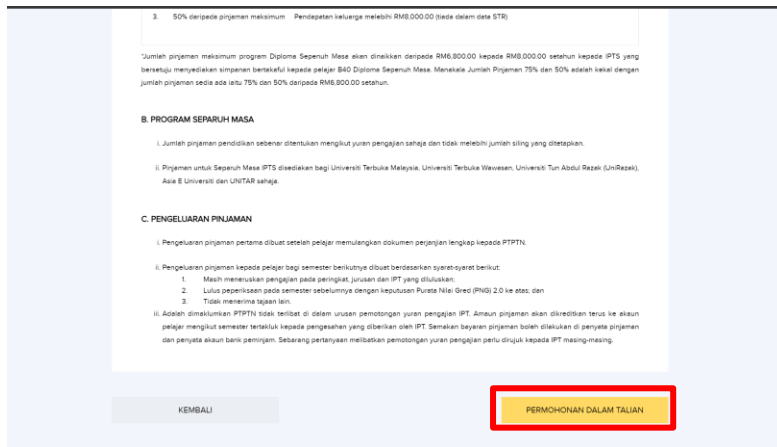 3. 50% daripada pinjaman maksimum Pendapatan keluarga melebihi RM8,000.00 (tiada dalam data STR)
*Jumlah pinjaman maksimum program Diploma Sepenuh Masa akan dinaikkan daripada RM6,800.00 kepada RM8,000.00 setahun kepada IPTS yang
bersetuju menyediakan simpanan bertakaful kepada pelajar B40 Diploma Sepenuh Masa. Manakala Jumlah Pinjaman 75% dan 50% adalah kekal dengan
jumlah pinjaman sedia ada iaitu 75% dan 50% daripada RM6,800.00 setahun.
B. PROGRAM SEPARUH MASA
i. Jumlah pinjaman pendidikan sebenar ditentukan mengikut yuran pengajian sahaja dan tidak melebihi jumlah siling yang ditetapkan.
ii. Pinjaman untuk Separuh Masa IPTS disediakan bagi Universiti Terbuka Malaysia, Universiti Terbuka Wawasan, Universiti Tun Abdul Razak (UniRazak),
Asia E Universiti dan UNITAR sahaja.
C. PENGELUARAN PINJAMAN
i. Pengeluaran pinjaman pertama dibuat setelah pelajar memulangkan dokumen perjanjian lengkap kepada PTPTN.
ii. Pengeluaran pinjaman kepada pelajar bagi semester berikutnya dibuat berdasarkan syarat-syarat berikut:
1. Masih meneruskan pengajian pada peringkat, jurusan dan IPT yang diluluskan;
2. Lulus peperiksaan pada semester sebelumnya dengan keputusan Purata Nilai Gred (PNG) 2.0 ke atas; dan
3. Tidak menerima tajaan lain.
iii. Adalah dimaklumkan PTPTN tidak terlibat di dalam urusan pemotongan yuran pengajian IPT. Amaun pinjaman akan dikreditkan terus ke akaun
pelajar mengikut semester tertakluk kepada pengesahan yang diberikan oleh IPT. Semakan bayaran pinjaman boleh dilakukan di penyata pinjaman
dan penyata akaun bank peminjam. Sebarang pertanyaan melibatkan pemotongan yuran pengajian perlu dirujuk kepada IPT masing-masing.
KEMBALI
PERMOHONAN DALAM TALIAN